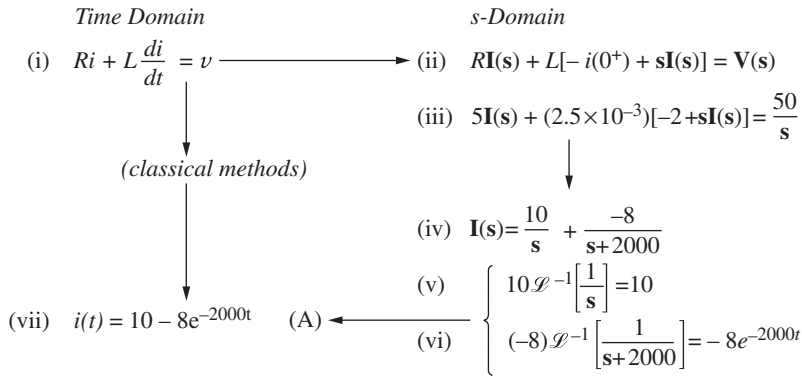 Time Domain s-Domain
(i) Ri + L di/dt = v (ii) RI(s) + L[– i(0⁺) + sI(s)] = V(s)
(iii) 5I(s) + (2.5×10⁻³)[–2+sI(s)] = 50/s
(classical methods)
(iv) I(s) = 10/s + –8/(s+2000)
(v) 10ℒ⁻¹[1/s] =10
(vii) i(t) = 10 – 8e⁻²⁰⁰⁰ᵗ (A)
(vi) (–8)ℒ⁻¹[1/(s+2000)] = – 8e⁻²⁰⁰⁰ᵗ